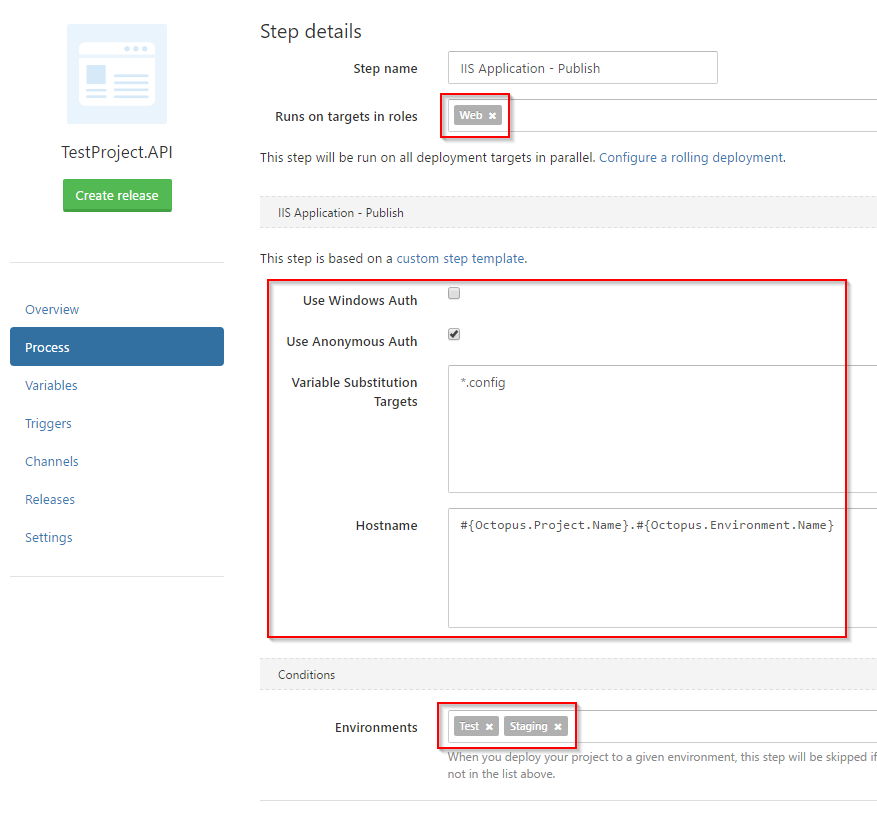 TestProject.API
Create release
Overview
Process
Variables
Triggers
Channels
Releases
Settings
Step details
Step name
IIS Application - Publish
Runs on targets in roles
Web ×
This step will be run on all deployment targets in parallel. Configure a rolling deployment.
IIS Application - Publish
This step is based on a custom step template.
Use Windows Auth
Use Anonymous Auth
Variable Substitution
Targets
*.config
Hostname
#{Octopus.Project.Name}.#{Octopus.Environment.Name}
Conditions
Environments
Test × Staging ×
When you deploy your project to a given environment, this step will be skipped if
not in the list above.